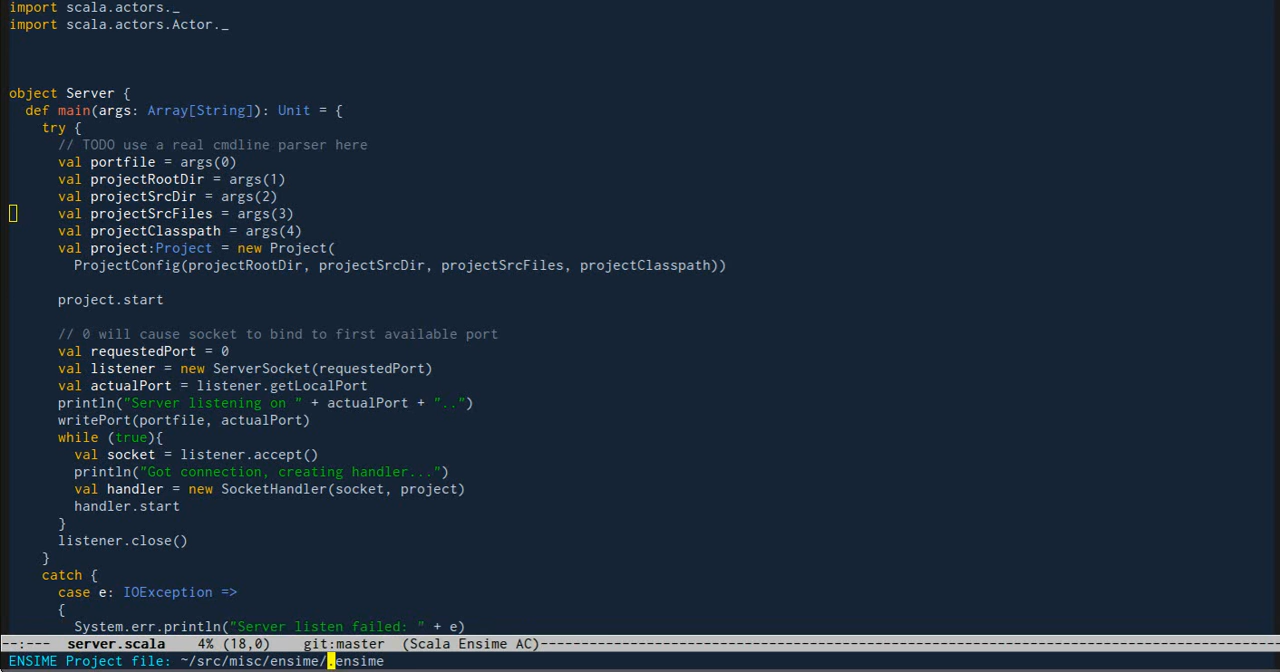 import scala.actors._
import scala.actors.Actor._
object Server {
def main(args: Array[String]): Unit = {
try {
// TODO use a real cmdline parser here
val portfile = args(0)
val projectRootDir = args(1)
val projectSrcDir = args(2)
val projectSrcFiles = args(3)
val projectClasspath = args(4)
val project:Project = new Project(
ProjectConfig(projectRootDir, projectSrcDir, projectSrcFiles, projectClasspath))
project.start
// 0 will cause socket to bind to first available port
val requestedPort = 0
val listener = new ServerSocket(requestedPort)
val actualPort = listener.getLocalPort
println("Server listening on " + actualPort + "..")
writePort(portfile, actualPort)
while (true){
val socket = listener.accept()
println("Got connection, creating handler...")
val handler = new SocketHandler(socket, project)
handler.start
}
listener.close()
}
catch {
case e: IOException =>
{
System.err.println("Server listen failed: " + e)
--:--- server.scala 4% (18,0) git:master (Scala Ensime AC)--------------------------------------------------------------------------------------------
ENSIME Project file: ~/src/misc/ensime/.ensime